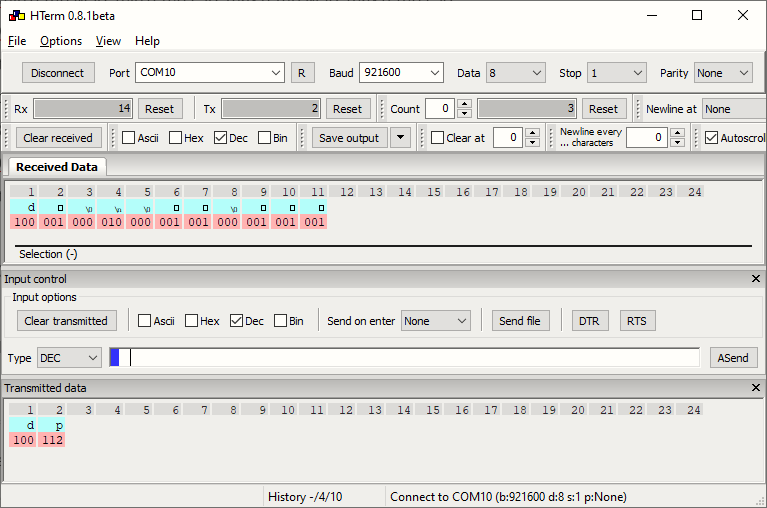 HTerm 0.8.1beta
File Options View Help
Disconnect Port COM10 R Baud 921600 Data 8 Stop 1 Parity None
Rx 14 Reset Tx 2 Reset Count 0 3 Reset Newline at None
Clear received Ascii Hex Dec Bin Save output Clear at 0 Newline every ... characters 0 Autoscrol
Received Data
1 2 3 4 5 6 7 8 9 10 11 12 13 14 15 16 17 18 19 20 21 22 23 24
d □ \0 \n \0 □ □ \0 □ □ □
100 001 000 010 000 001 001 000 001 001 001
Selection (-)
Input control
Input options
Clear transmitted Ascii Hex Dec Bin Send on enter None Send file DTR RTS
Type DEC ASend
Transmitted data
1 2 3 4 5 6 7 8 9 10 11 12 13 14 15 16 17 18 19 20 21 22 23 24
d p
100 112
History -/4/10 Connect to COM10 (b:921600 d:8 s:1 p:None)